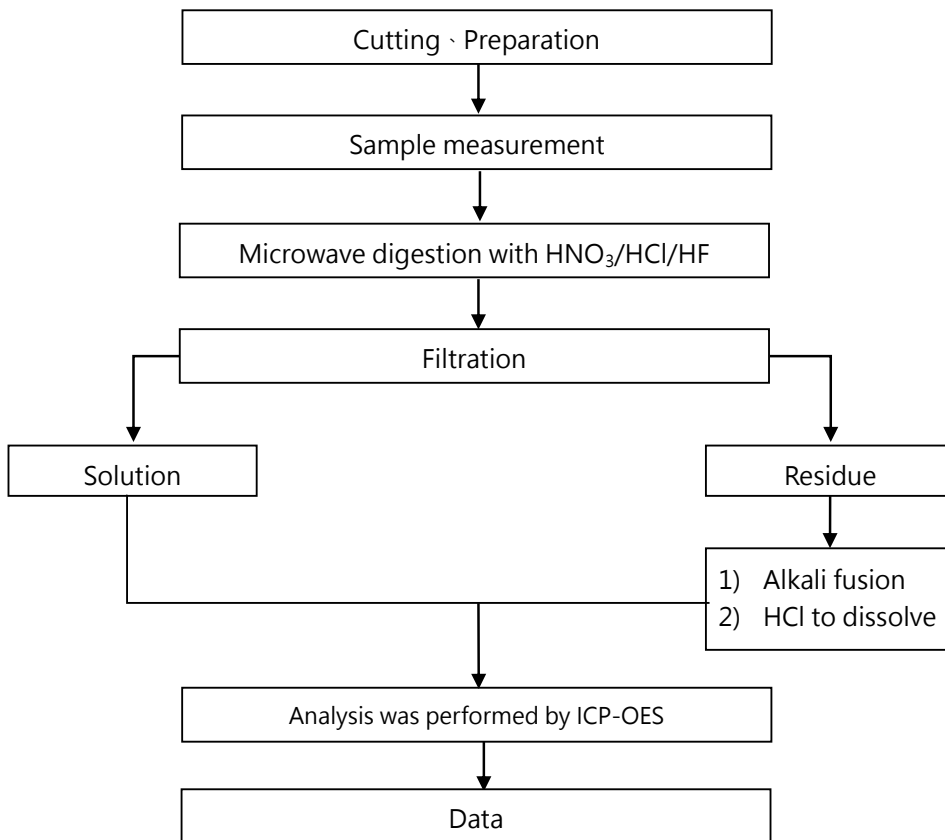 Cutting、Preparation
Sample measurement
Microwave digestion with HNO₃/HCl/HF
Filtration
Solution
Residue
1) Alkali fusion
2) HCl to dissolve
Analysis was performed by ICP-OES
Data